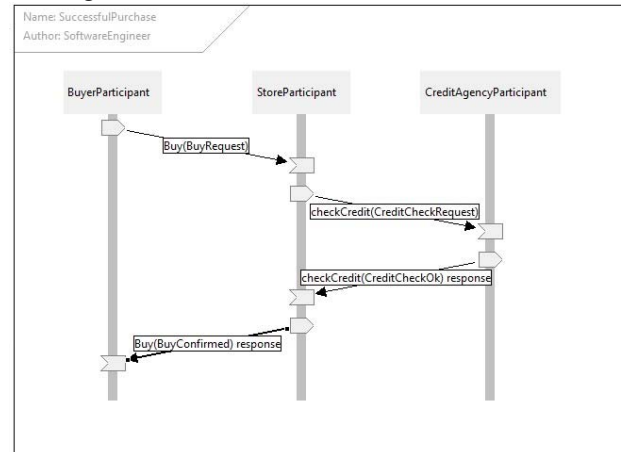 Name: SuccessfulPurchase
Author: SoftwareEngineer
BuyerParticipant
StoreParticipant
CreditAgencyParticipant
Buy(BuyRequest)
checkCredit(CreditCheckRequest)
checkCredit(CreditCheckOk) response
Buy(BuyConfirmed) response